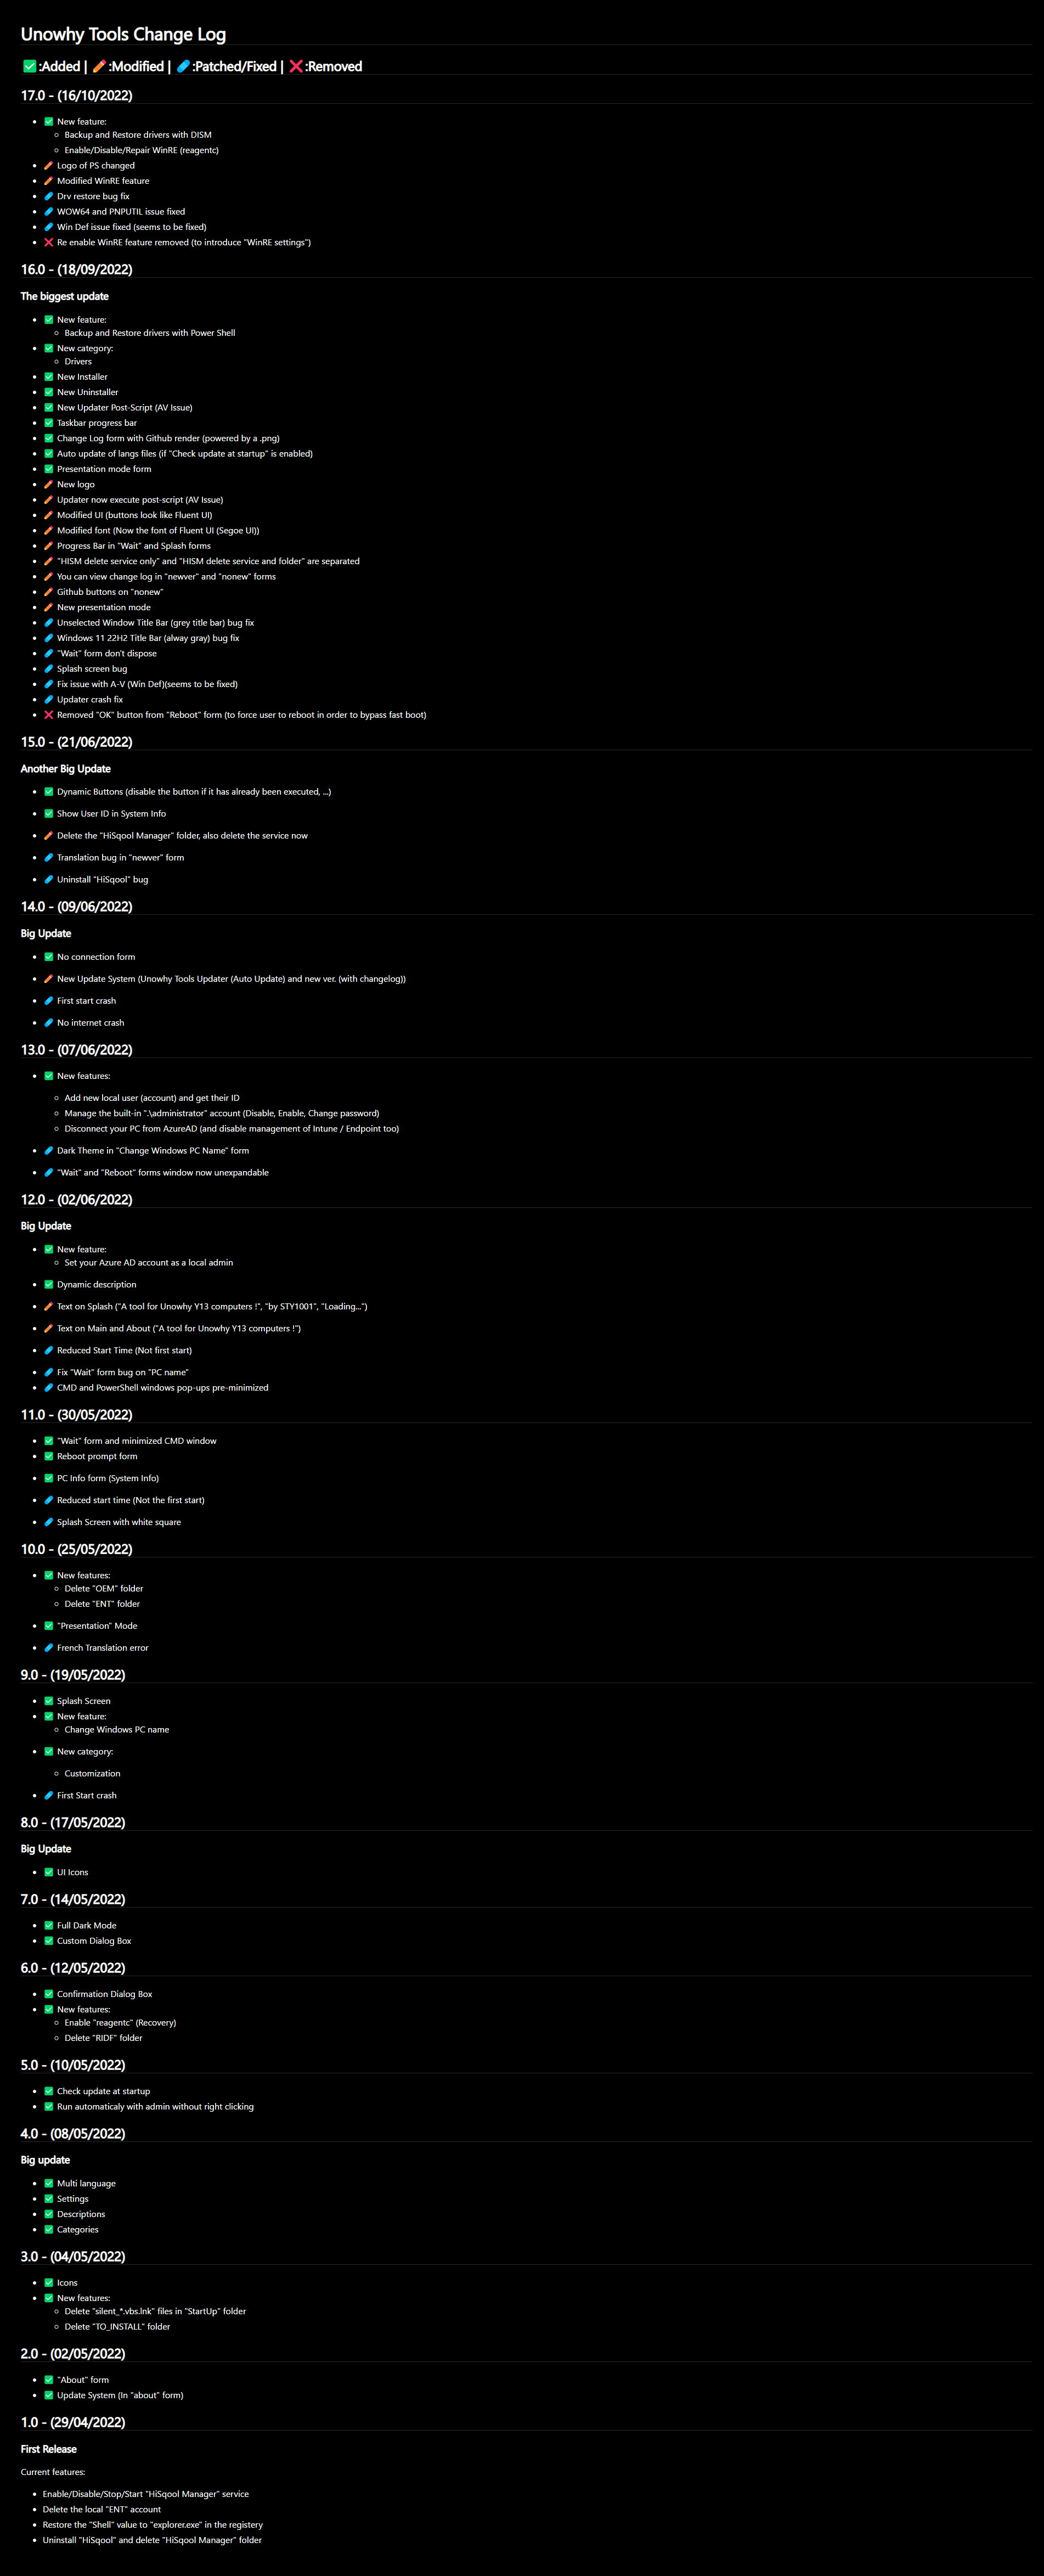 Unowhy Tools Change Log
✅:Added | ✏️:Modified | 🩹:Patched/Fixed | ❌:Removed
17.0 - (16/10/2022)
✅ New feature:
Backup and Restore drivers with DISM
Enable/Disable/Repair WinRE (reagentc)
✏️ Logo of PS changed
✏️ Modified WinRE feature
🩹 Drv restore bug fix
🩹 WOW64 and PNPUTIL issue fixed
🩹 Win Def issue fixed (seems to be fixed)
❌ Re enable WinRE feature removed (to introduce "WinRE settings")
16.0 - (18/09/2022)
The biggest update
✅ New feature:
Backup and Restore drivers with Power Shell
✅ New category:
Drivers
✅ New Installer
✅ New Uninstaller
✅ New Updater Post-Script (AV Issue)
✅ Taskbar progress bar
✅ Change Log form with Github render (powered by a .png)
✅ Auto update of langs files (if "Check update at startup" is enabled)
✅ Presentation mode form
✏️ New logo
✏️ Updater now execute post-script (AV Issue)
✏️ Modified UI (buttons look like Fluent UI)
✏️ Modified font (Now the font of Fluent UI (Segoe UI))
✏️ Progress Bar in "Wait" and Splash forms
✏️ "HISM delete service only" and "HISM delete service and folder" are separated
✏️ You can view change log in "newver" and "nonew" forms
✏️ Github buttons on "nonew"
✏️ New presentation mode
🩹 Unselected Window Title Bar (grey title bar) bug fix
🩹 Windows 11 22H2 Title Bar (alway gray) bug fix
🩹 "Wait" form don't dispose
🩹 Splash screen bug
🩹 Fix issue with A-V (Win Def)(seems to be fixed)
🩹 Updater crash fix
❌ Removed "OK" button from "Reboot" form (to force user to reboot in order to bypass fast boot)
15.0 - (21/06/2022)
Another Big Update
✅ Dynamic Buttons (disable the button if it has already been executed, ...)
✅ Show User ID in System Info
✏️ Delete the "HiSqool Manager" folder, also delete the service now
🩹 Translation bug in "newver" form
🩹 Uninstall "HiSqool" bug
14.0 - (09/06/2022)
Big Update
✅ No connection form
✏️ New Update System (Unowhy Tools Updater (Auto Update) and new ver. (with changelog))
🩹 First start crash
🩹 No internet crash
13.0 - (07/06/2022)
✅ New features:
Add new local user (account) and get their ID
Manage the built-in ".\administrator" account (Disable, Enable, Change password)
Disconnect your PC from AzureAD (and disable management of Intune / Endpoint too)
🩹 Dark Theme in "Change Windows PC Name" form
🩹 "Wait" and "Reboot" forms window now unexpandable
12.0 - (02/06/2022)
Big Update
✅ New feature:
Set your Azure AD account as a local admin
✅ Dynamic description
✏️ Text on Splash ("A tool for Unowhy Y13 computers !", "by STY1001", "Loading...")
✏️ Text on Main and About ("A tool for Unowhy Y13 computers !")
🩹 Reduced Start Time (Not first start)
🩹 Fix "Wait" form bug on "PC name"
🩹 CMD and PowerShell windows pop-ups pre-minimized
11.0 - (30/05/2022)
✅ "Wait" form and minimized CMD window
✅ Reboot prompt form
✅ PC Info form (System Info)
🩹 Reduced start time (Not the first start)
🩹 Splash Screen with white square
10.0 - (25/05/2022)
✅ New features:
Delete "OEM" folder
Delete "ENT" folder
✅ "Presentation" Mode
🩹 French Translation error
9.0 - (19/05/2022)
✅ Splash Screen
✅ New feature:
Change Windows PC name
✅ New category:
Customization
🩹 First Start crash
8.0 - (17/05/2022)
Big Update
✅ UI Icons
7.0 - (14/05/2022)
✅ Full Dark Mode
✅ Custom Dialog Box
6.0 - (12/05/2022)
✅ Confirmation Dialog Box
✅ New features:
Enable "reagentc" (Recovery)
Delete "RIDF" folder
5.0 - (10/05/2022)
✅ Check update at startup
✅ Run automaticaly with admin without right clicking
4.0 - (08/05/2022)
Big update
✅ Multi language
✅ Settings
✅ Descriptions
✅ Categories
3.0 - (04/05/2022)
✅ Icons
✅ New features:
Delete "silent_*.vbs.lnk" files in "StartUp" folder
Delete "TO_INSTALL" folder
2.0 - (02/05/2022)
✅ "About" form
✅ Update System (In "about" form)
1.0 - (29/04/2022)
First Release
Current features:
Enable/Disable/Stop/Start "HiSqool Manager" service
Delete the local "ENT" account
Restore the "Shell" value to "explorer.exe" in the registery
Uninstall "HiSqool" and delete "HiSqool Manager" folder